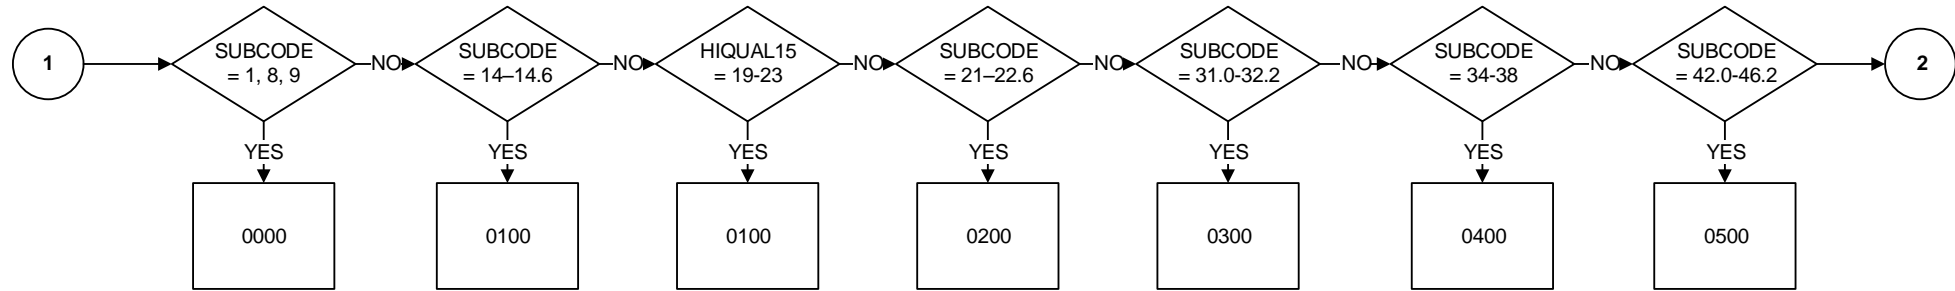 1
SUBCODE
= 1, 8, 9
NO
SUBCODE
= 14–14.6
NO
HIQUAL15
= 19-23
NO
SUBCODE
= 21–22.6
NO
SUBCODE
= 31.0-32.2
NO
SUBCODE
= 34-38
NO
SUBCODE
= 42.0-46.2
2
YES
YES
YES
YES
YES
YES
YES
0000
0100
0100
0200
0300
0400
0500